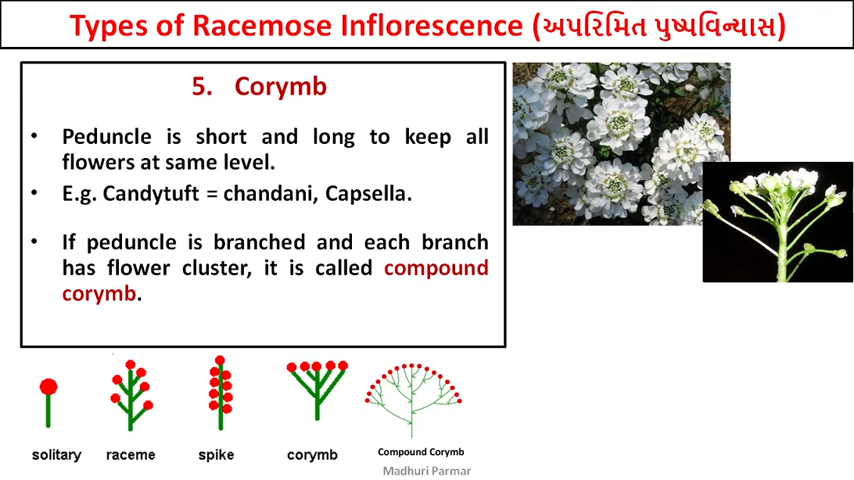 Types of Racemose Inflorescence (અપરિમિત પુષ્પવિન્યાસ)
5. Corymb
• Peduncle is short and long to keep all
flowers at same level.
• E.g. Candytuft = chandani, Capsella.
• If peduncle is branched and each branch
has flower cluster, it is called compound
corymb.
solitary raceme spike corymb Compound Corymb
Madhuri Parmar